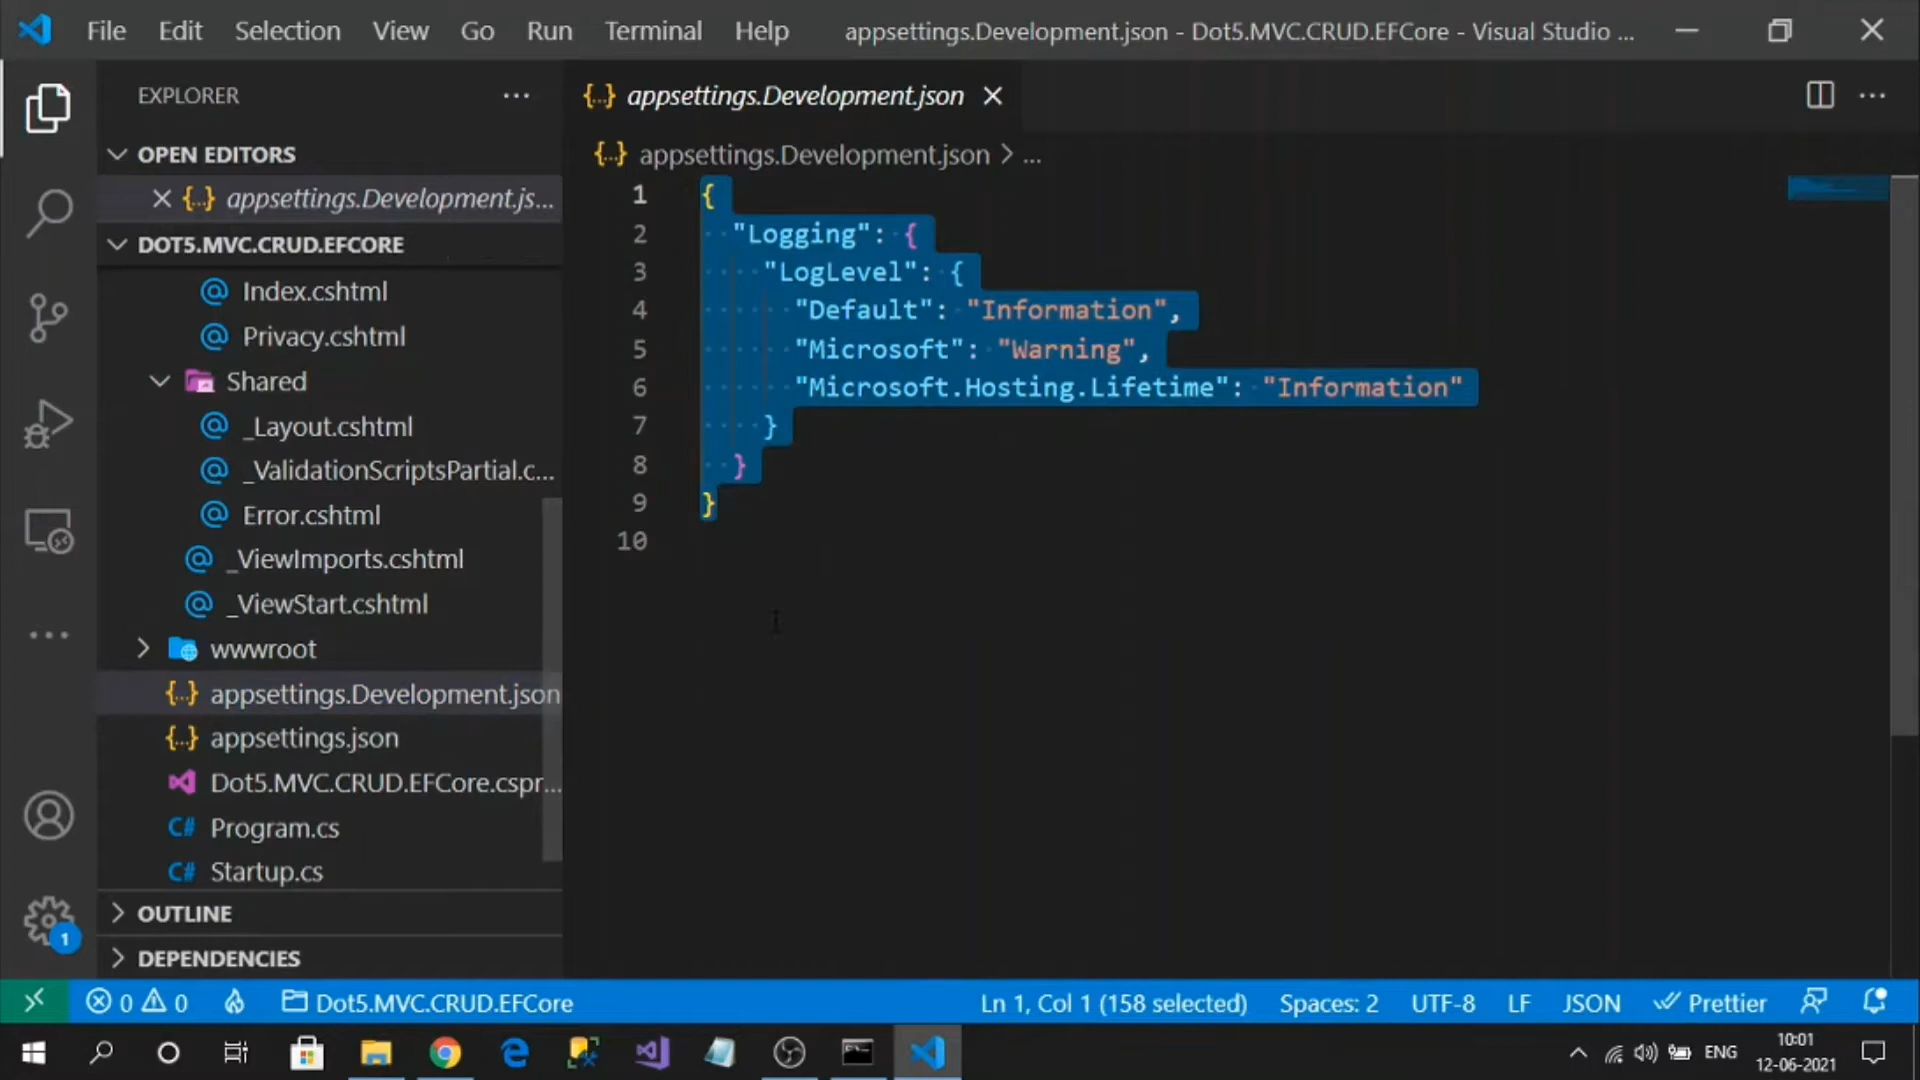 File Edit Selection View Go Run Terminal Help appsettings.Development.json - Dot5.MVC.CRUD.EFCore - Visual Studio ...
EXPLORER
OPEN EDITORS
appsettings.Development.js...
DOT5.MVC.CRUD.EFCORE
Index.cshtml
Privacy.cshtml
Shared
_Layout.cshtml
_ValidationScriptsPartial.c...
Error.cshtml
_ViewImports.cshtml
_ViewStart.cshtml
wwwroot
appsettings.Development.json
appsettings.json
Dot5.MVC.CRUD.EFCore.cspr...
Program.cs
Startup.cs
OUTLINE
DEPENDENCIES
appsettings.Development.json
appsettings.Development.json > ...
1 {
2 "Logging": {
3 "LogLevel": {
4 "Default": "Information",
5 "Microsoft": "Warning",
6 "Microsoft.Hosting.Lifetime": "Information"
7 }
8 }
9 }
10
1
0 0 Dot5.MVC.CRUD.EFCore Ln 1, Col 1 (158 selected) Spaces: 2 UTF-8 LF JSON Prettier
ENG
10:01
12-06-2021